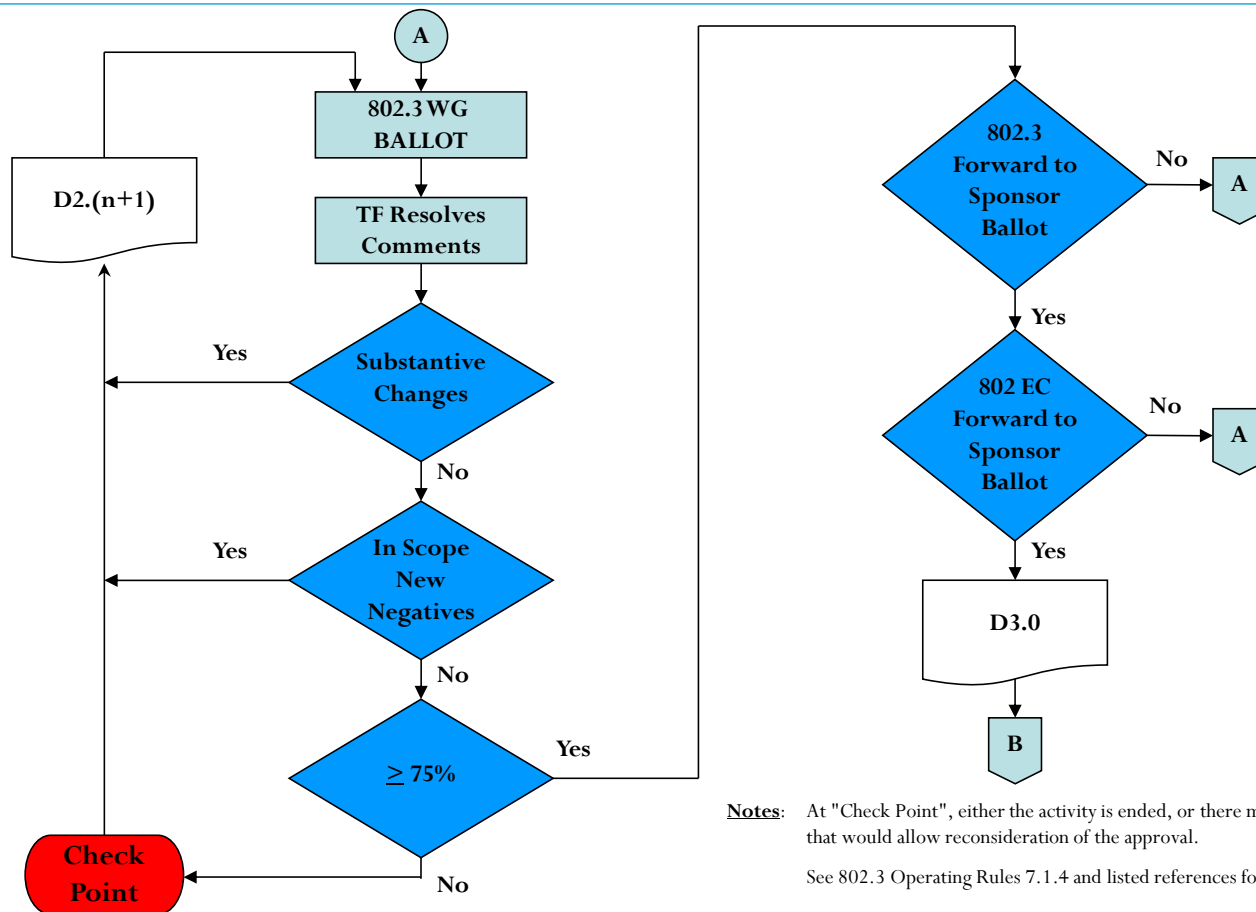 A
802.3 WG
BALLOT
D2.(n+1)
TF Resolves
Comments
Substantive
Changes
Yes
No
In Scope
New
Negatives
Yes
No
≥ 75%
Yes
No
Check
Point
802.3
Forward to
Sponsor
Ballot
No
A
Yes
802 EC
Forward to
Sponsor
Ballot
No
A
Yes
D3.0
B
Notes: At "Check Point", either the activity is ended, or there
that would allow reconsideration of the approval.
See 802.3 Operating Rules 7.1.4 and listed references